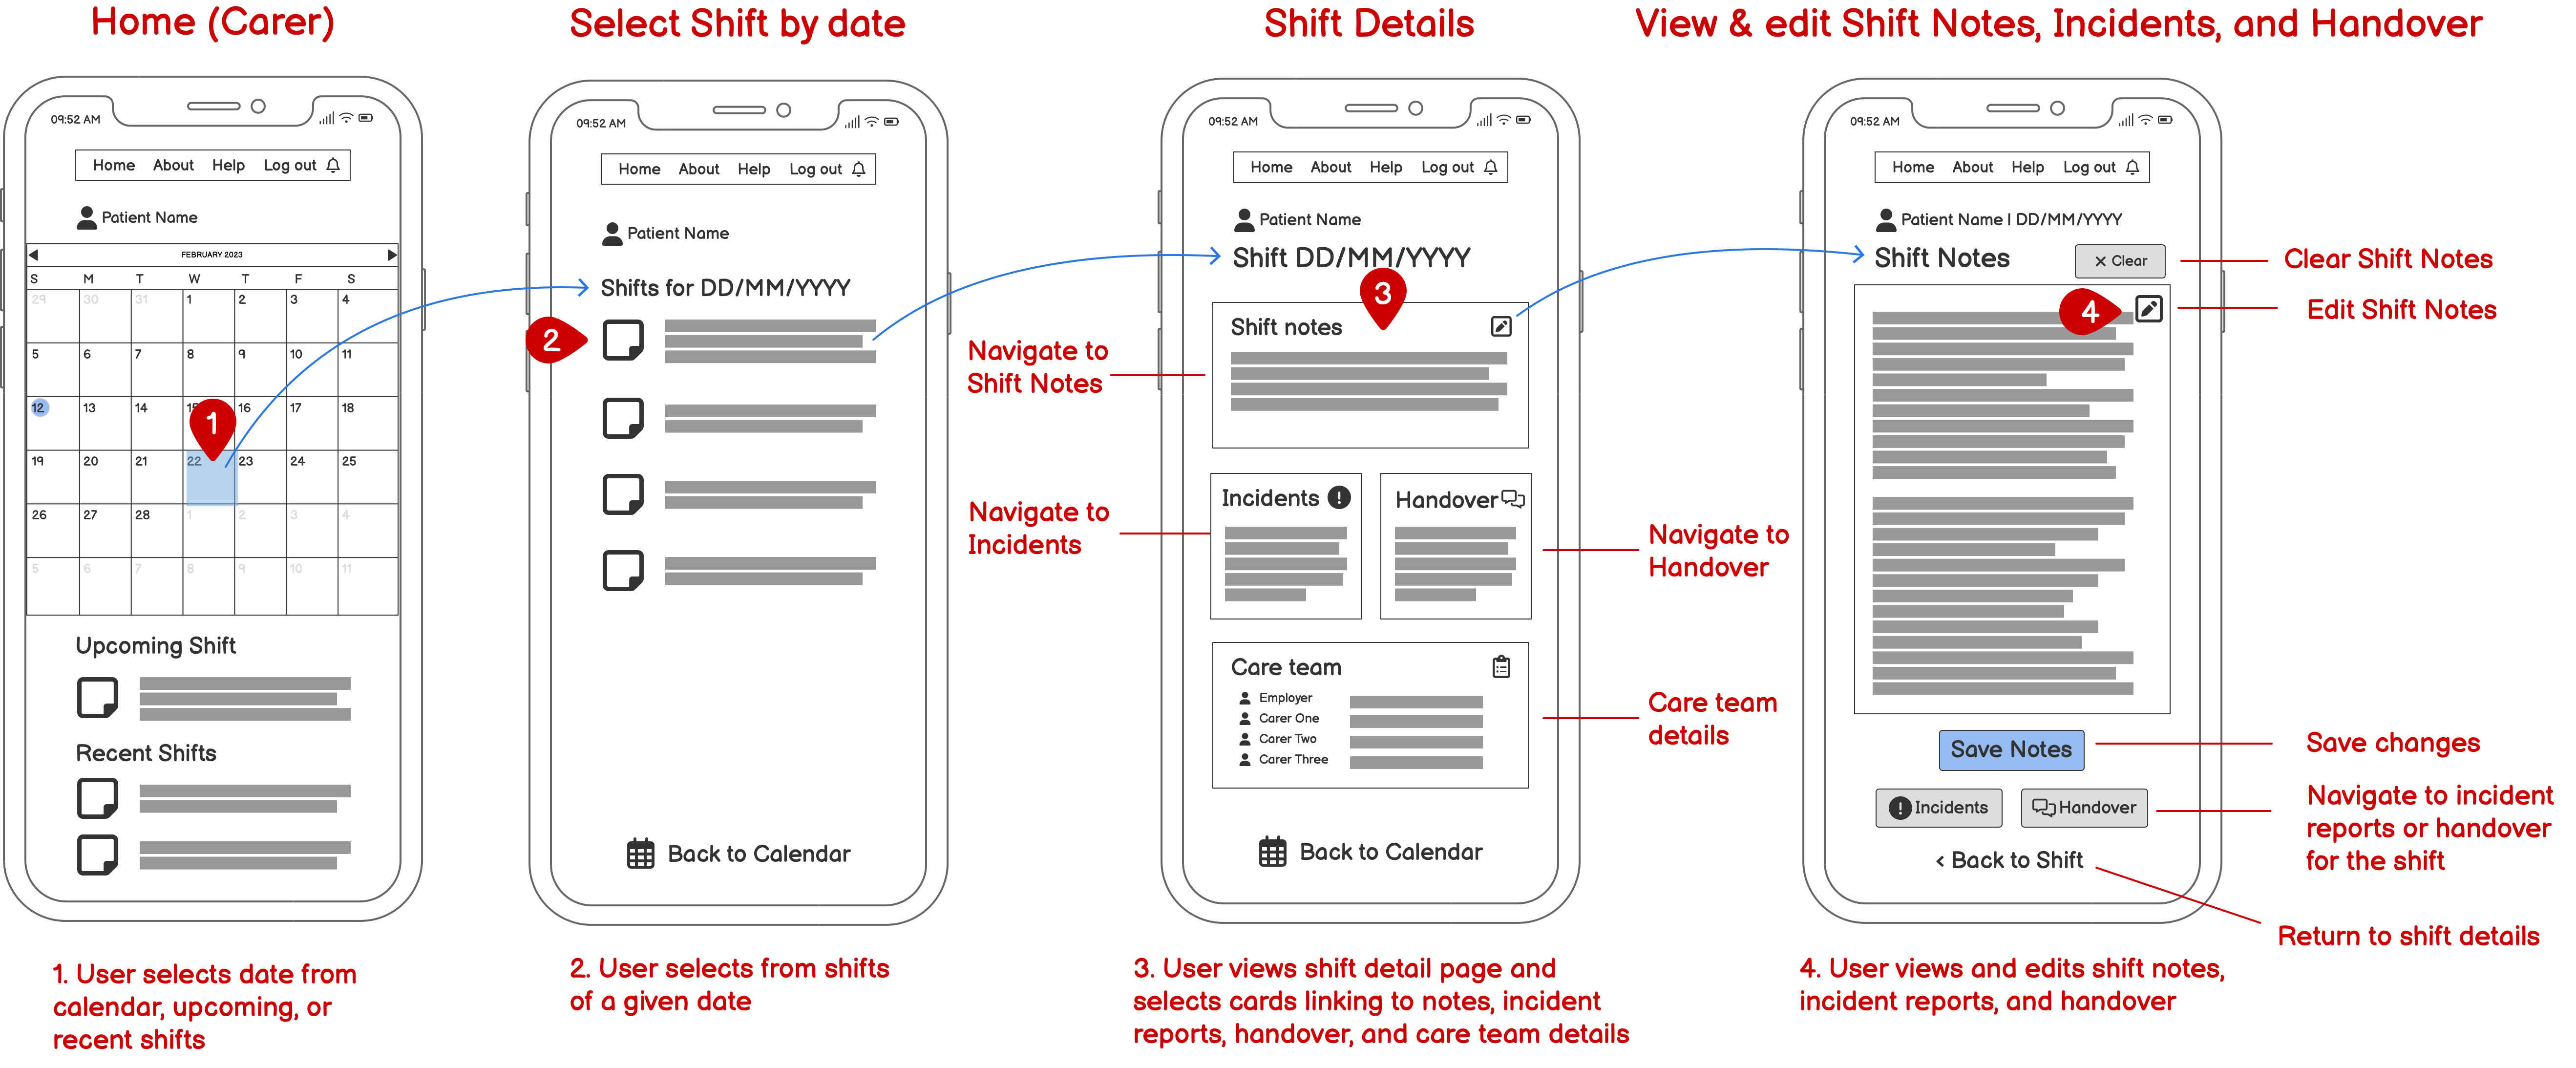 Home (Carer)
09:52 AM
Home About Help Log out
Patient Name
FEBRUARY 2023
S M T W T F S
29 30 31 1 2 3 4
5 6 7 8 9 10 11
12 13 14 15 16 17 18
1
19 20 21 22 23 24 25
26 27 28 1 2 3 4
5 6 7 8 9 10 11
Upcoming Shift
Recent Shifts
1. User selects date from
calendar, upcoming, or
recent shifts
Select Shift by date
09:52 AM
Home About Help Log out
Patient Name
Shifts for DD/MM/YYYY
2
Back to Calendar
2. User selects from shifts
of a given date
Shift Details
09:52 AM
Home About Help Log out
Patient Name
Shift DD/MM/YYYY
3
Shift notes
Navigate to
Shift Notes
Incidents !
Handover
Navigate to
Incidents
Navigate to
Handover
Care team
Employer
Carer One
Carer Two
Carer Three
Care team
details
Back to Calendar
3. User views shift detail page and
selects cards linking to notes, incident
reports, handover, and care team details
View & edit Shift Notes, Incidents, and Handover
09:52 AM
Home About Help Log out
Patient Name | DD/MM/YYYY
Shift Notes
× Clear
Clear Shift Notes
4
Edit Shift Notes
Save Notes
Save changes
! Incidents
Handover
Navigate to incident
reports or handover
for the shift
< Back to Shift
Return to shift details
4. User views and edits shift notes,
incident reports, and handover